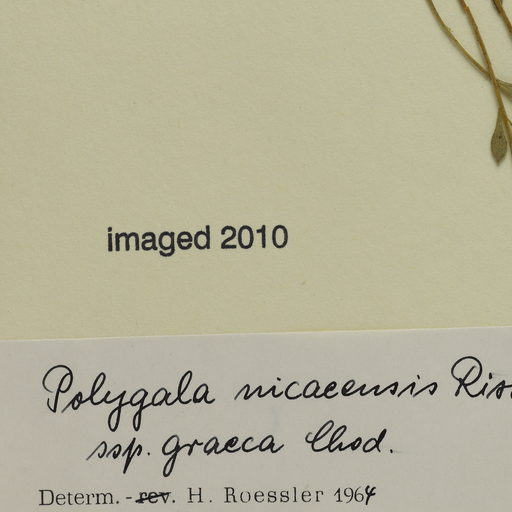 imaged 2010
Polygala nicaeensis Ris
ssp. graeca Chod.
Determ. - rev. H. Roessler 1964